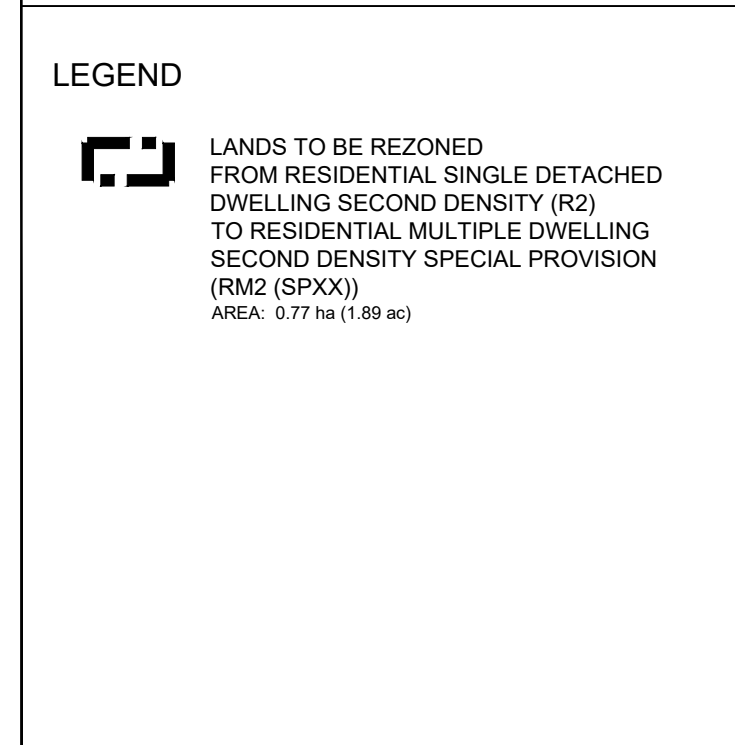 LEGEND
LANDS TO BE REZONED
FROM RESIDENTIAL SINGLE DETACHED
DWELLING SECOND DENSITY (R2)
TO RESIDENTIAL MULTIPLE DWELLING
SECOND DENSITY SPECIAL PROVISION
(RM2 (SPXX))
AREA: 0.77 ha (1.89 ac)